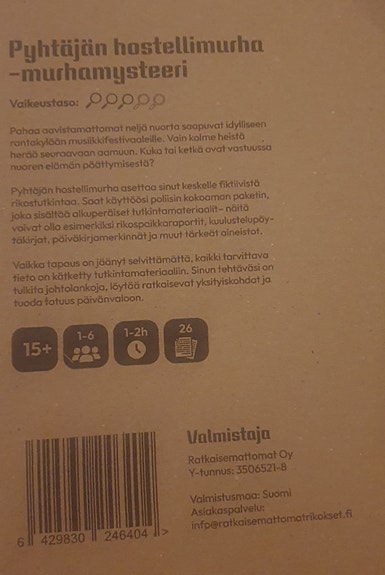 Pyhtäjän hostellimurha
-murhamysteeri
Vaikeustaso:
Pahaa aavistamattomat neljä nuorta saapuvat idylliseen
rantakylään musiikkifestivaaleille. Vain kolme heistä
herää seuraavaan aamuun. Kuka tai ketkä ovat vastuussa
nuoren elämän päättymisestä?
Pyhtäjän hostellimurha asettaa sinut keskelle fiktiivistä
rikostutkintaa. Saat käyttöösi poliisin kokoaman paketin,
joka sisältää alkuperäiset tutkintamateriaalit- näitä
voivat olla esimerkiksi rikospaikkaraportit, kuulustelupöy-
täkirjat, päiväkirjamerkinnät ja muut tärkeät aineistot.
Vaikka tapaus on jäänyt selvittämättä, kaikki tarvittava
tieto on kätketty tutkintamateriaaliin. Sinun tehtäväsi on
tulkita johtolankoja, löytää ratkaisevat yksityiskohdat ja
tuoda totuus päivänvaloon.
15+ 1-6 1-2h 26
Valmistaja
Ratkaisemattomat Oy
Y-tunnus: 3506521-8
Valmistusmaa: Suomi
Asiakaspalvelu:
info@ratkaisemattomatrikokset.fi
6 429830 246404 >